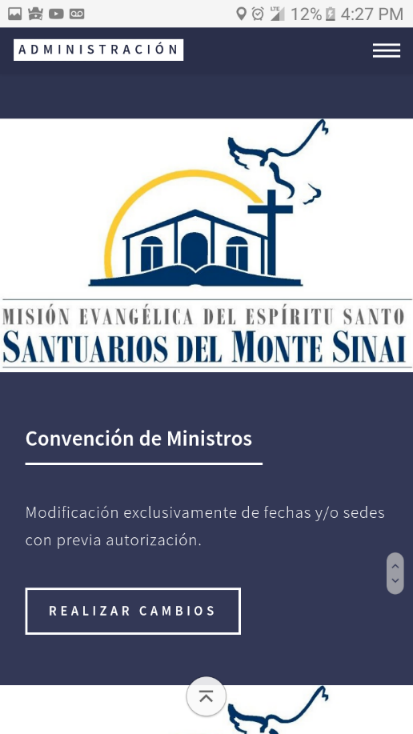 12% 4:27 PM
ADMINISTRACIÓN
MISIÓN EVANGÉLICA DEL ESPÍRITU SANTO
SANTUARIOS DEL MONTE SINAI
Convención de Ministros
Modificación exclusivamente de fechas y/o sedes
con previa autorización.
REALIZAR CAMBIOS